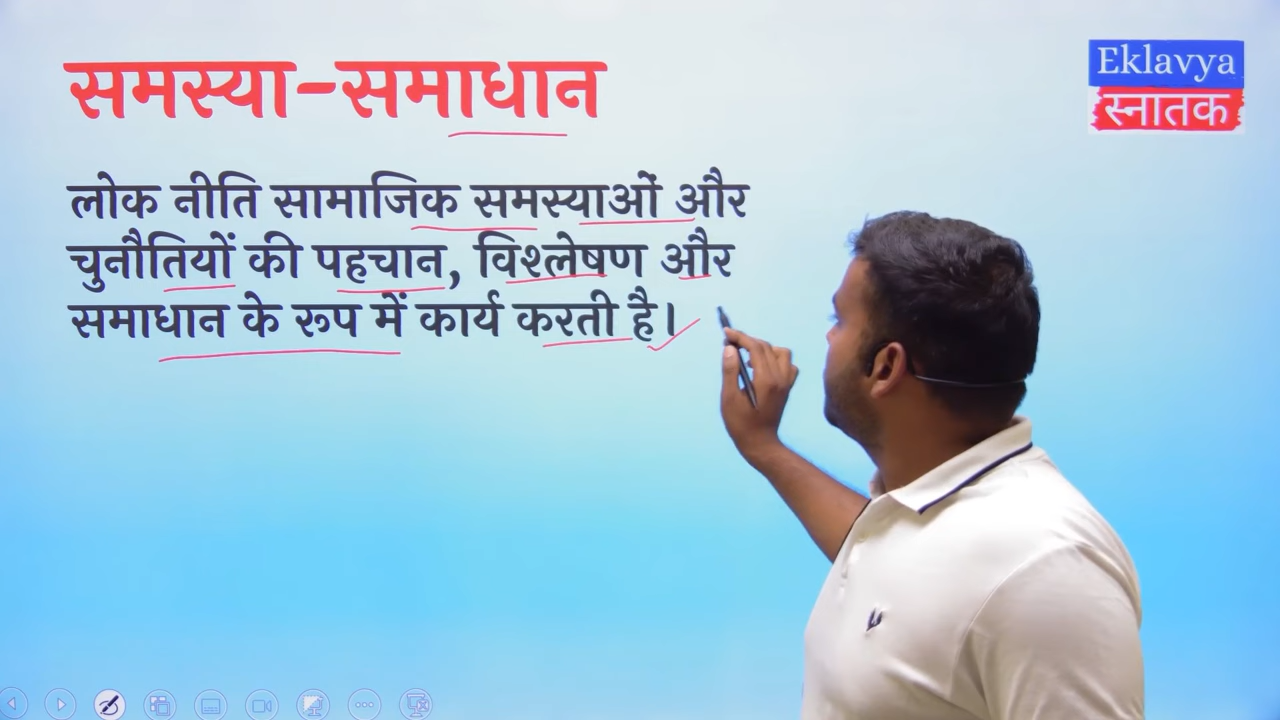 समस्या-समाधान
Eklavya
स्नातक
लोक नीति सामाजिक समस्याओं और
चुनौतियों की पहचान, विश्लेषण और
समाधान के रूप में कार्य करती है।